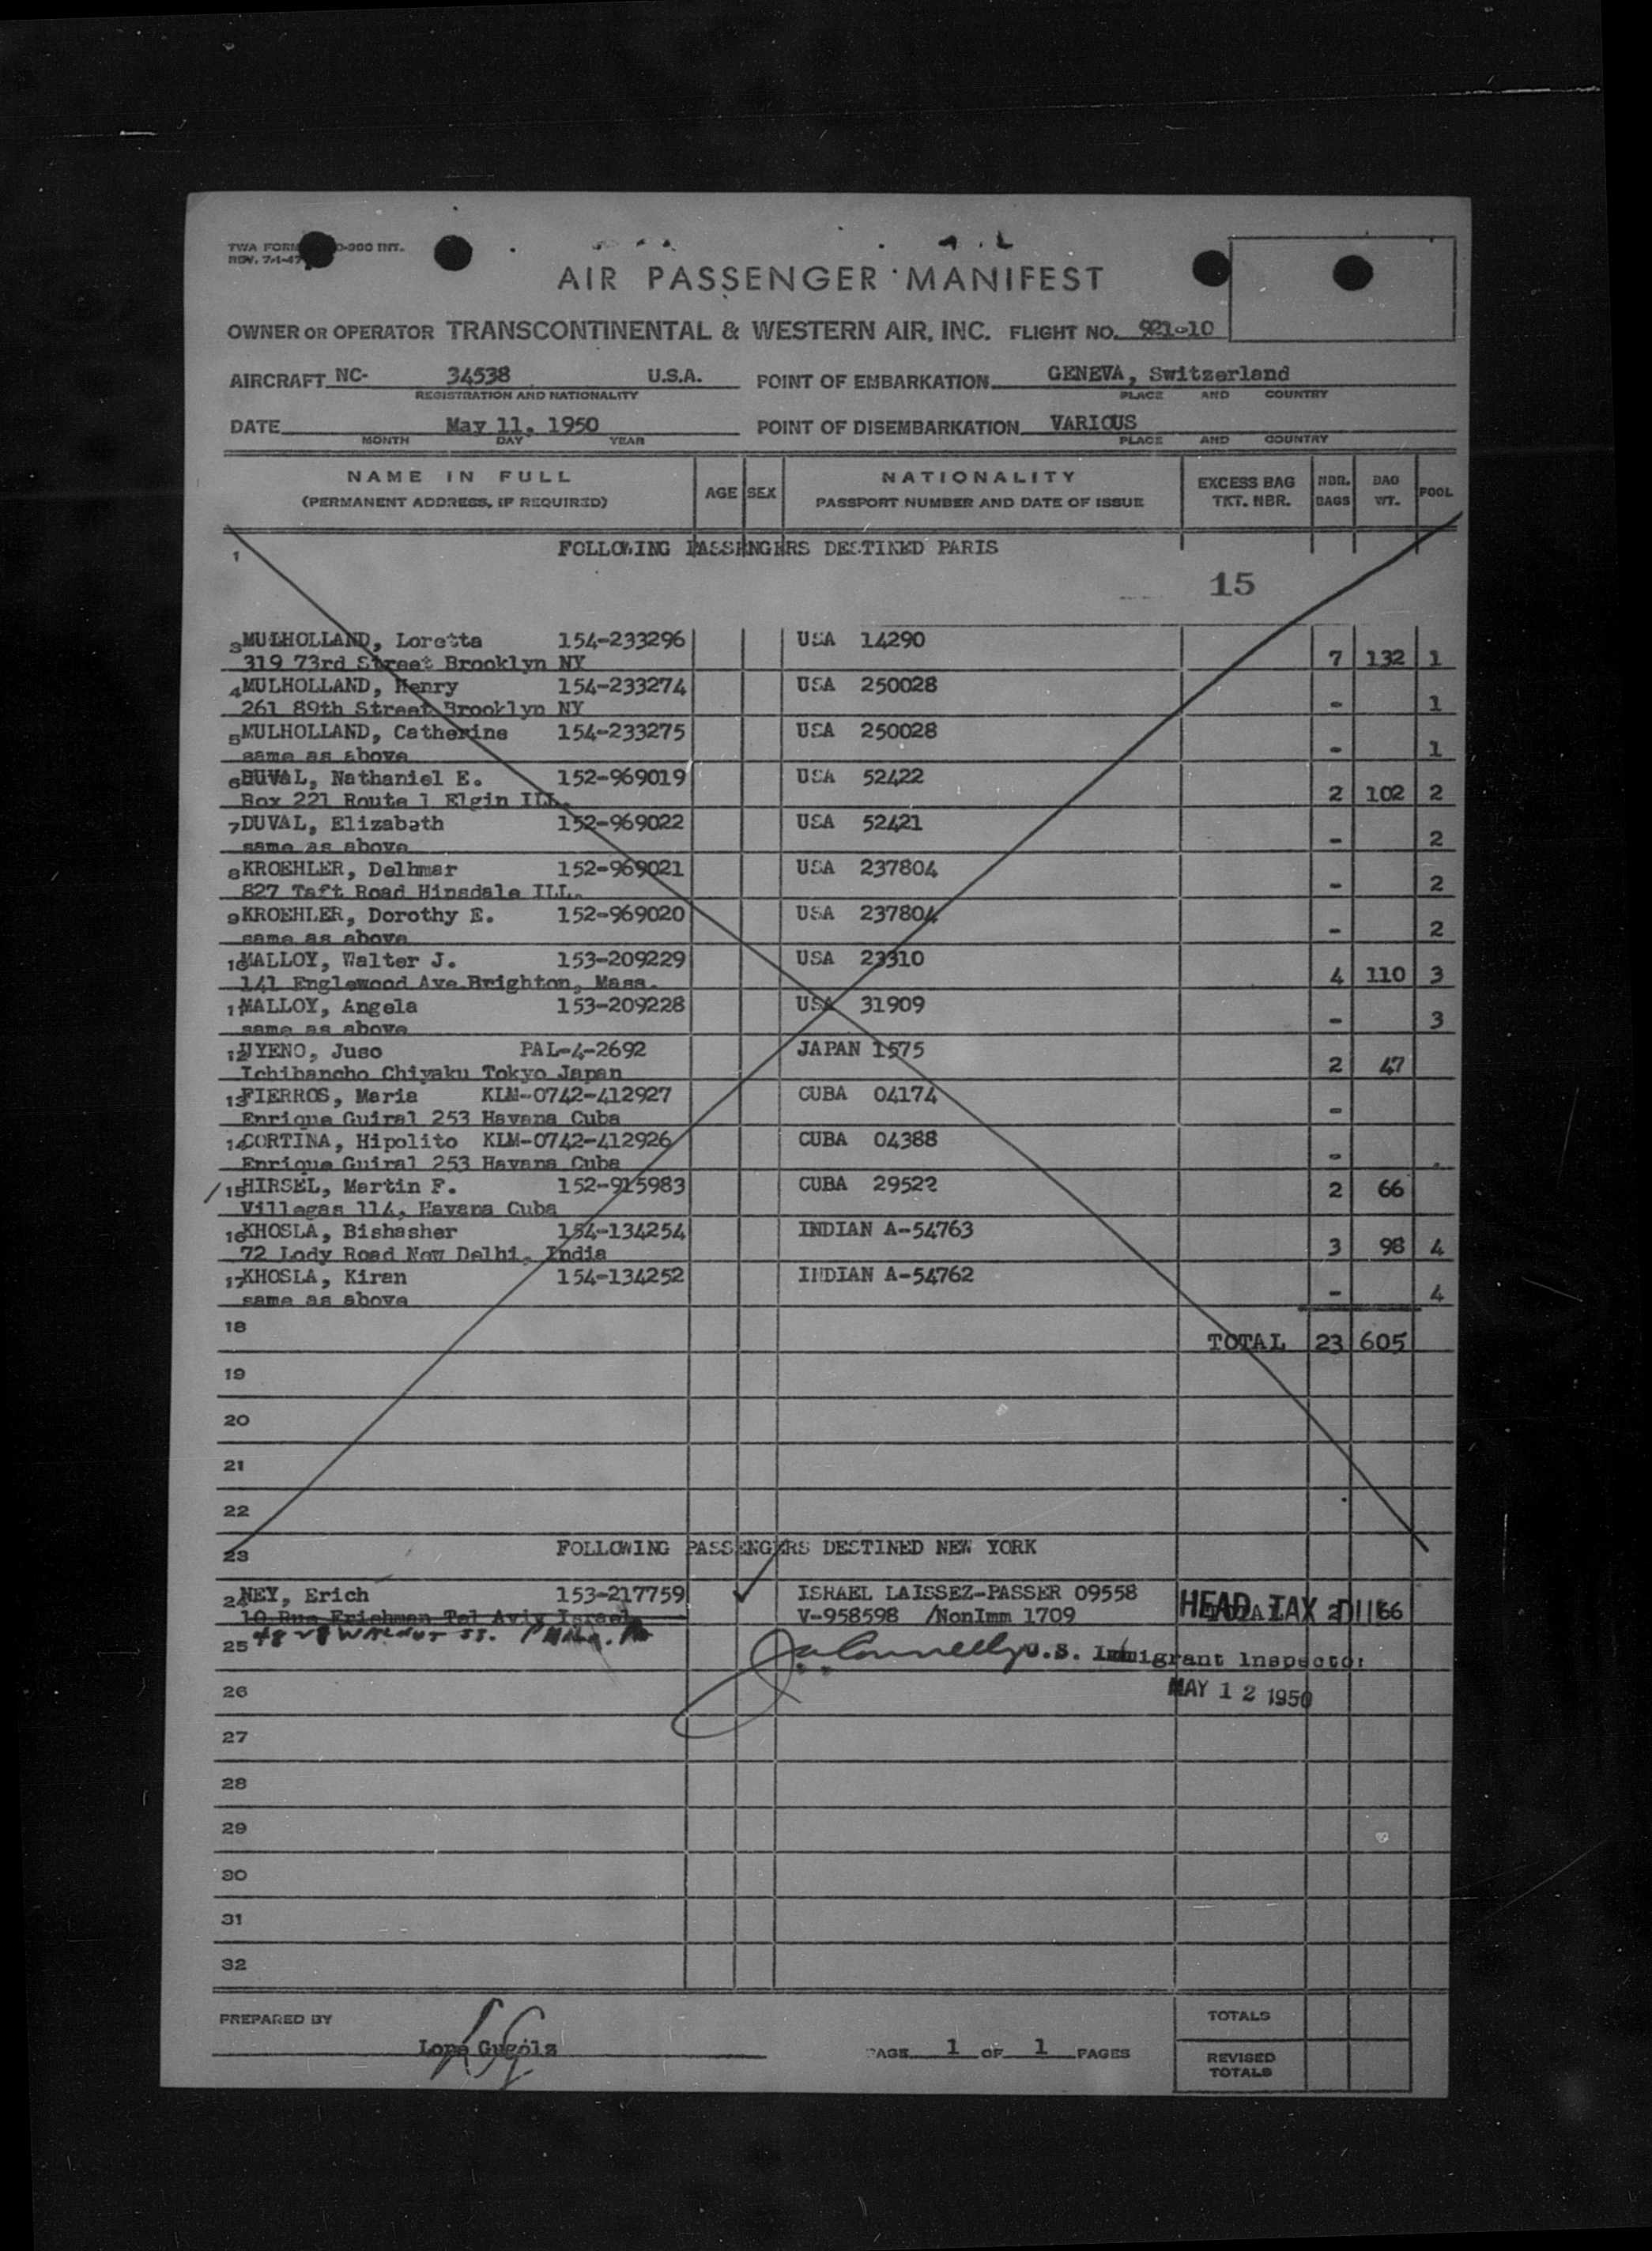 REV. 7-1-47
AIR PASSENGER MANIFEST
OWNER OR OPERATOR TRANSCONTINENTAL & WESTERN AIR, INC. FLIGHT NO. 921-10
AIRCRAFT NC- 34538 U.S.A. POINT OF EMBARKATION GENEVA, Switzerland
REGISTRATION AND NATIONALITY PLACE AND COUNTRY
DATE May 11, 1950 POINT OF DISEMBARKATION VARIOUS
MONTH DAY YEAR PLACE AND COUNTRY
NAME IN FULL (PERMANENT ADDRESS, IF REQUIRED) AGE SEX NATIONALITY PASSPORT NUMBER AND DATE OF ISSUE EXCESS BAG TKT. NBR. NBR. BAGS BAG WT. POOL
1 FOLLOWING PASSENGERS DESTINED PARIS
15
3 MULHOLLAND, Loretta 154-233296 USA 14290
319 73rd Street Brooklyn NY 7 132 1
4 MULHOLLAND, Henry 154-233274 USA 250028
261 89th Street Brooklyn NY - 1
5 MULHOLLAND, Catherine 154-233275 USA 250028
same as above - 1
6 DUVAL, Nathaniel E. 152-969019 USA 52422
Box 221 Route 1 Elgin ILL. 2 102 2
7 DUVAL, Elizabath 152-969022 USA 52421
same as above - 2
8 KROEHLER, Delhmar 152-969021 USA 237804
827 Taft Road Hinsdale ILL. - 2
9 KROEHLER, Dorothy E. 152-969020 USA 237804
same as above - 2
10 MALLOY, Walter J. 153-209229 USA 23310
141 Englewood Ave.Brighton, Mass. 4 110 3
11 MALLOY, Angela 153-209228 USA 31909
same as above - 3
12 UYENO, Juso PAL-4-2692 JAPAN 1575
Ichibancho Chiyaku Tokyo Japan 2 47
13 FIERROS, Maria KLM-0742-412927 CUBA 04174
Enrique Guiral 253 Havana Cuba -
14 CORTINA, Hipolito KLM-0742-412926 CUBA 04388
Enrique Guiral 253 Havana Cuba -
15 HIRSEL, Martin F. 152-915983 CUBA 29522 2 66
Villegas 114, Havana Cuba
16 KHOSLA, Bishasher 154-134254 INDIAN A-54763
72 Lody Road New Delhi, India 3 98 4
17 KHOSLA, Kiran 154-134252 INDIAN A-54762
same as above - 4
18 TOTAL 23 605
19
20
21
22
23 FOLLOWING PASSENGERS DESTINED NEW YORK
24 NEY, Erich 153-217759 ISRAEL LAISSEZ-PASSER 09558
10 Rue Frishman Tel Aviv Israel V-958598 /NonImm 1709 HEAD TAX 2 66
25 U.S. Immigrant Inspector
26 MAY 12 1950
27
28
29
30
31
32
PREPARED BY TOTALS
PAGE 1 OF 1 PAGES
REVISED TOTALS